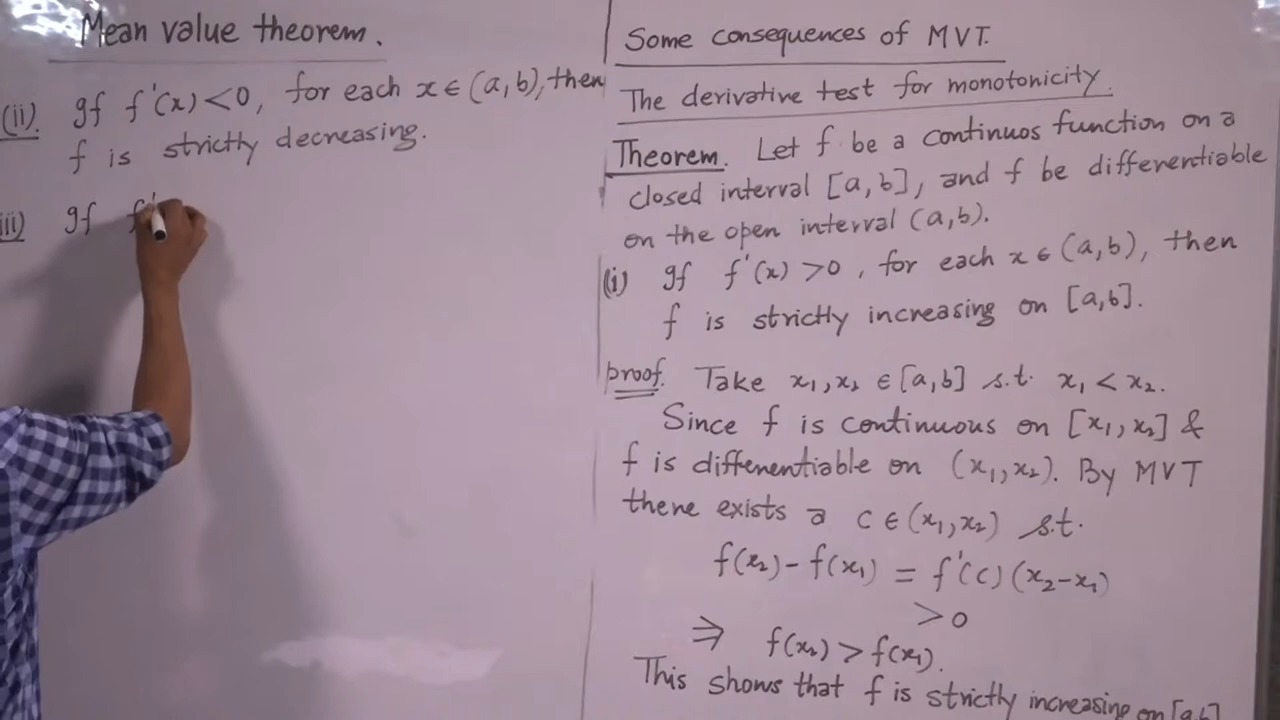 Mean value theorem.
(ii). If f'(x) <0, for each x ∈ (a, b), then
f is strictly decreasing.
iii) If f'
Some consequences of MVT.
The derivative test for monotonicity.
Theorem. Let f be a continuos function on a
closed interval [a, b], and f be differentiable
on the open interval (a, b).
(i) If f'(x) >0, for each x ∈ (a, b), then
f is strictly increasing on [a, b].
proof. Take x₁, x₂ ∈ [a, b] s.t. x₁ < x₂.
Since f is continuous on [x₁, x₂] &
f is differentiable on (x₁, x₂). By MVT
there exists a c ∈ (x₁, x₂) s.t.
f(x₂) - f(x₁) = f'(c) (x₂-x₁)
>0
⇒ f(x₂) > f(x₁).
This shows that f is strictly increasing on [a,b]